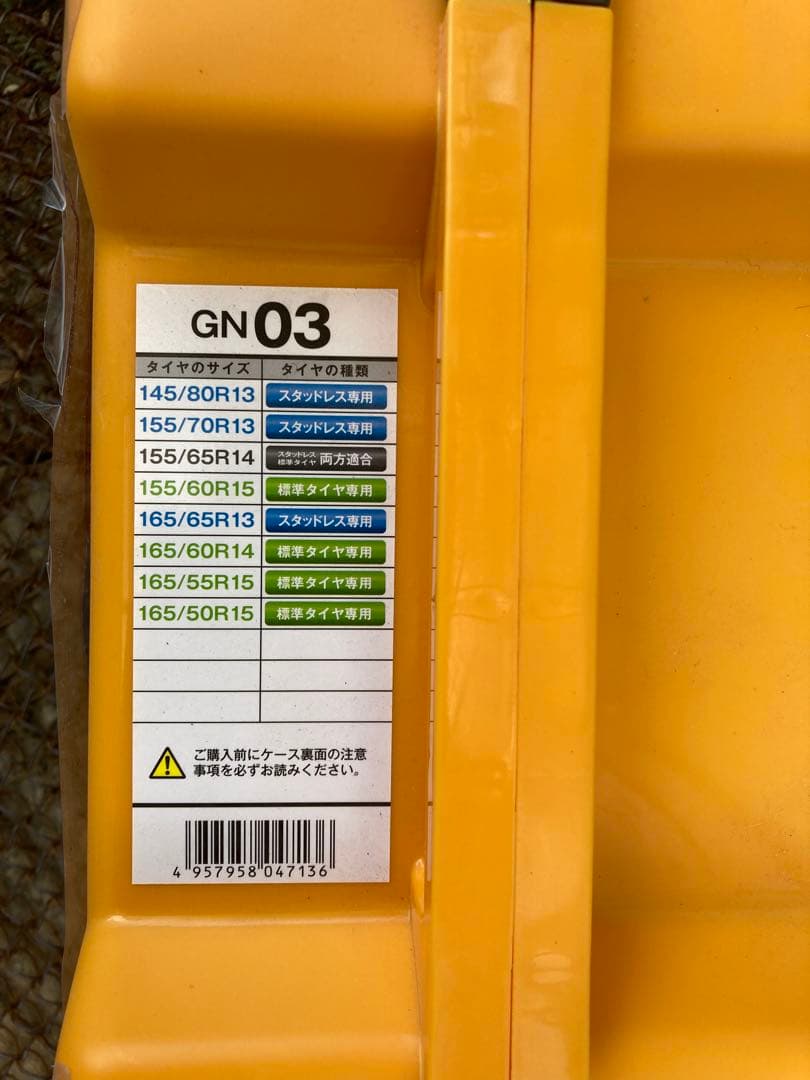 GN03
タイヤのサイズ タイヤの種類
145/80R13 スタッドレス専用
155/70R13 スタッドレス専用
155/65R14 スタッドレス 標準タイヤ 両方適合
155/60R15 標準タイヤ専用
165/65R13 スタッドレス専用
165/60R14 標準タイヤ専用
165/55R15 標準タイヤ専用
165/50R15 標準タイヤ専用
ご購入前にケース裏面の注意
事項を必ずお読みください。
4 957958 047136